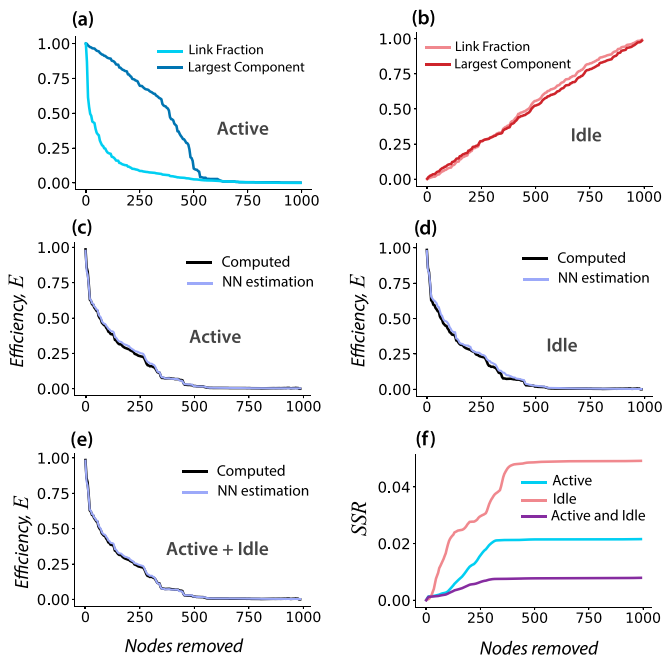 (a)
1.00
0.75
0.50
0.25
0.00
Link Fraction
Largest Component
Active
0
250
500
750
1000
(b)
1.00
0.75
0.50
0.25
0.00
Link Fraction
Largest Component
Idle
0
250
500
750
1000
(c)
Efficiency, E
1.00
0.75
0.50
0.25
0.00
Computed
NN estimation
Active
0
250
500
750
1000
(d)
Efficiency, E
1.00
0.75
0.50
0.25
0.00
Computed
NN estimation
Idle
0
250
500
750
1000
(e)
Efficiency, E
1.00
0.75
0.50
0.25
0.00
Computed
NN estimation
Active + Idle
0
250
500
750
1000
Nodes removed
(f)
SSR
0.04
0.02
0.00
Active
Idle
Active and Idle
0
250
500
750
1000
Nodes removed